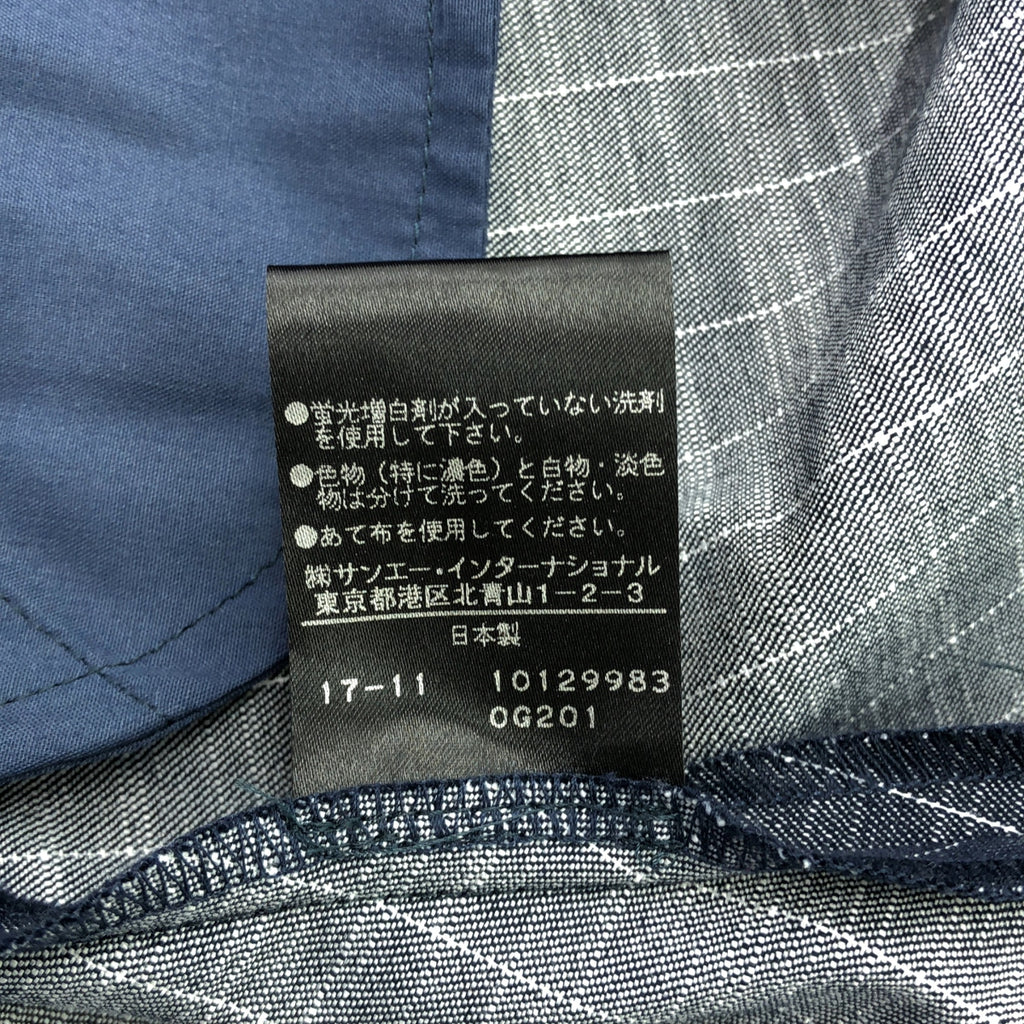 ●蛍光増白剤が入っていない洗剤
を使用して下さい。
●色物（特に濃色）と白物・淡色
物は分けて洗ってください。
●あて布を使用してください。
㈱サンエー・インターナショナル
東京都港区北青山1-2-3
日本製
17-11 10129983
0G201